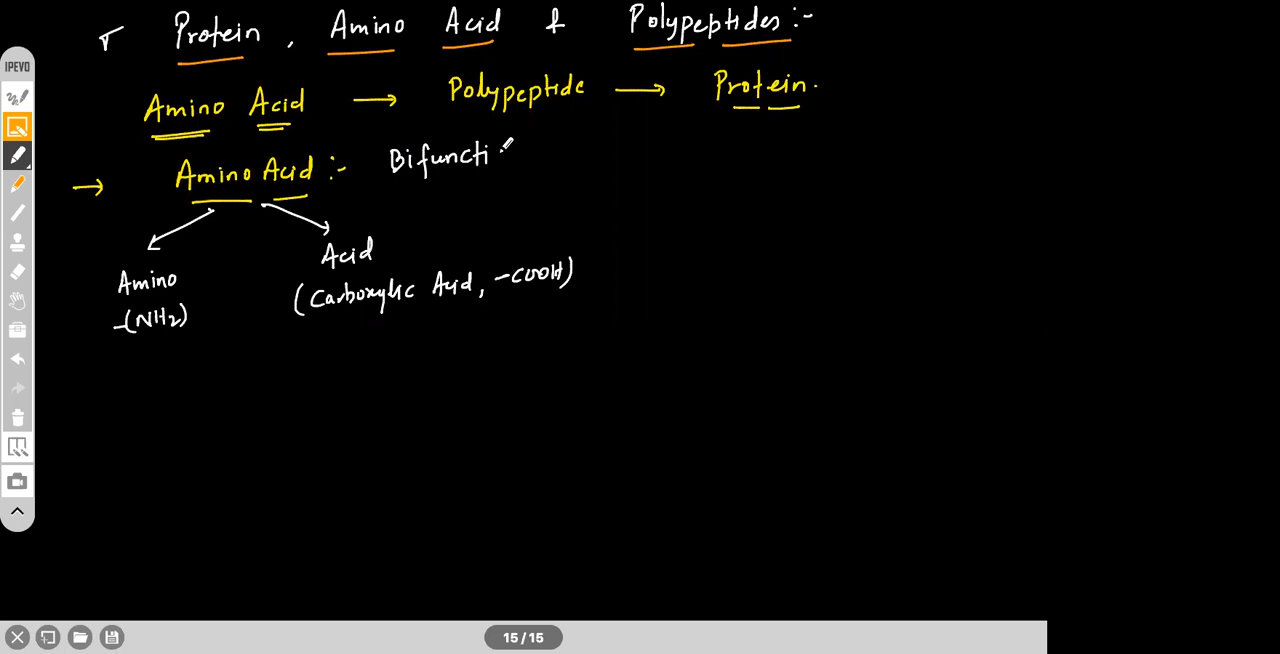 Protein, Amino Acid & Polypeptides :-
IPEVO
Amino Acid → Polypeptide → Protein.
→ Amino Acid :- Bifuncti
Amino
-(NH2)
Acid
(Carboxylic Acid, -COOH)
15/15